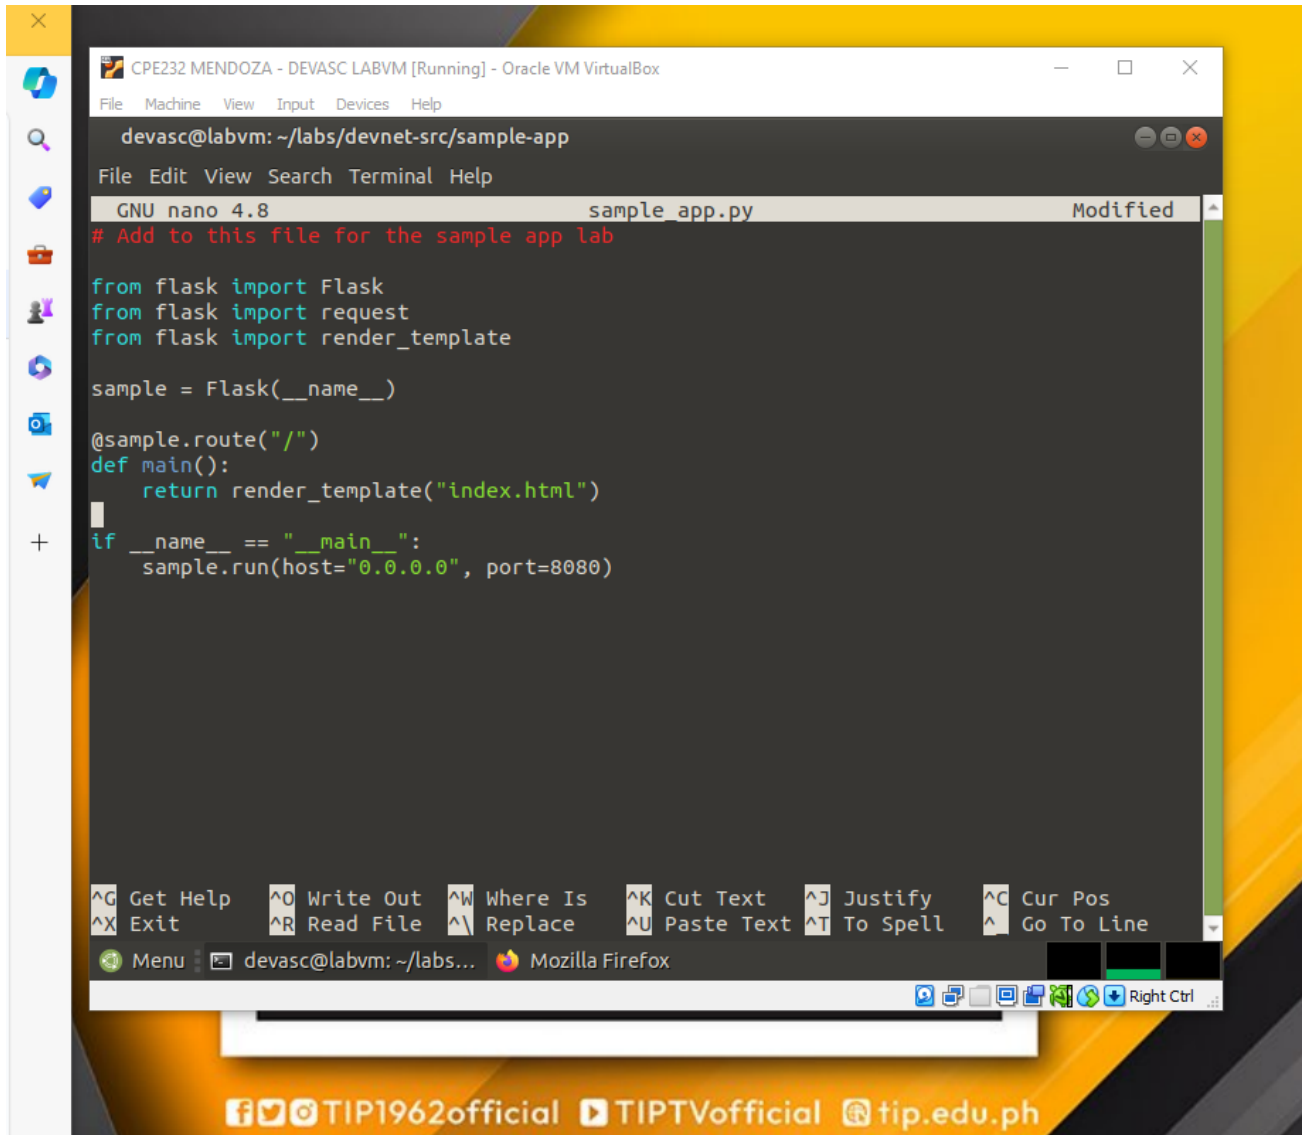 CPE232 MENDOZA - DEVASC LABVM [Running] - Oracle VM VirtualBox
File Machine View Input Devices Help
devasc@labvm: ~/labs/devnet-src/sample-app
File Edit View Search Terminal Help
GNU nano 4.8 sample_app.py Modified
# Add to this file for the sample app lab
from flask import Flask
from flask import request
from flask import render_template
sample = Flask(__name__)
@sample.route("/")
def main():
    return render_template("index.html")
if __name__ == "__main__":
    sample.run(host="0.0.0.0", port=8080)
^G Get Help ^O Write Out ^W Where Is ^K Cut Text ^J Justify ^C Cur Pos
^X Exit ^R Read File ^\ Replace ^U Paste Text ^T To Spell ^_ Go To Line
Menu devasc@labvm: ~/labs... Mozilla Firefox
Right Ctrl
TIP1962official TIPTVofficial tip.edu.ph